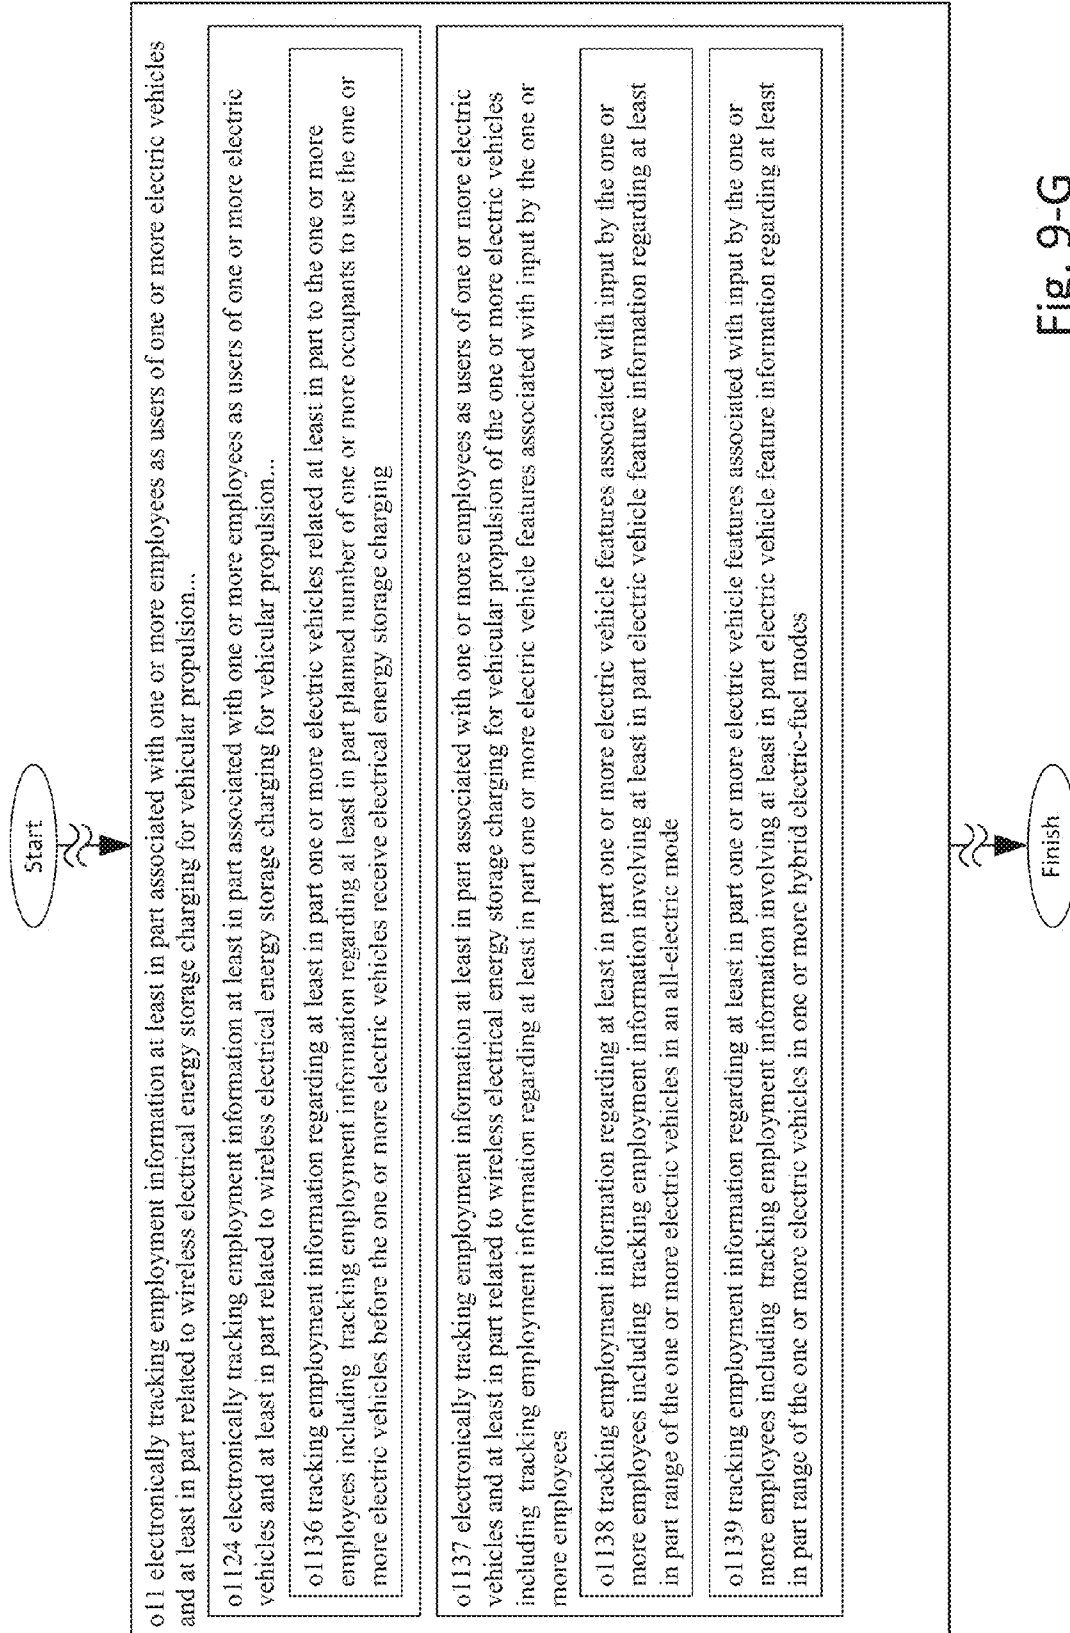 Start
o11 electronically tracking employment information at least in part associated with one or more employees as users of one or more electric vehicles
and at least in part related to wireless electrical energy storage charging for vehicular propulsion...
o1124 electronically tracking employment information at least in part associated with one or more employees as users of one or more electric
vehicles and at least in part related to wireless electrical energy storage charging for vehicular propulsion...
o1136 tracking employment information regarding at least in part one or more electric vehicles related at least in part to the one or more
employees including tracking employment information regarding at least in part planned number of one or more occupants to use the one or
more electric vehicles before the one or more electric vehicles receive electrical energy storage charging
o1137 electronically tracking employment information at least in part associated with one or more employees as users of one or more electric
vehicles and at least in part related to wireless electrical energy storage charging for vehicular propulsion of the one or more electric vehicles
including tracking employment information regarding at least in part one or more electric vehicle features associated with input by the one or
more employees
o1138 tracking employment information regarding at least in part one or more electric vehicle features associated with input by the one or
more employees including tracking employment information involving at least in part electric vehicle feature information regarding at least
in part range of the one or more electric vehicles in an all-electric mode
o1139 tracking employment information regarding at least in part one or more electric vehicle features associated with input by the one or
more employees including tracking employment information involving at least in part electric vehicle feature information regarding at least
in part range of the one or more electric vehicles in one or more hybrid electric-fuel modes
Finish
Fig. 9-G